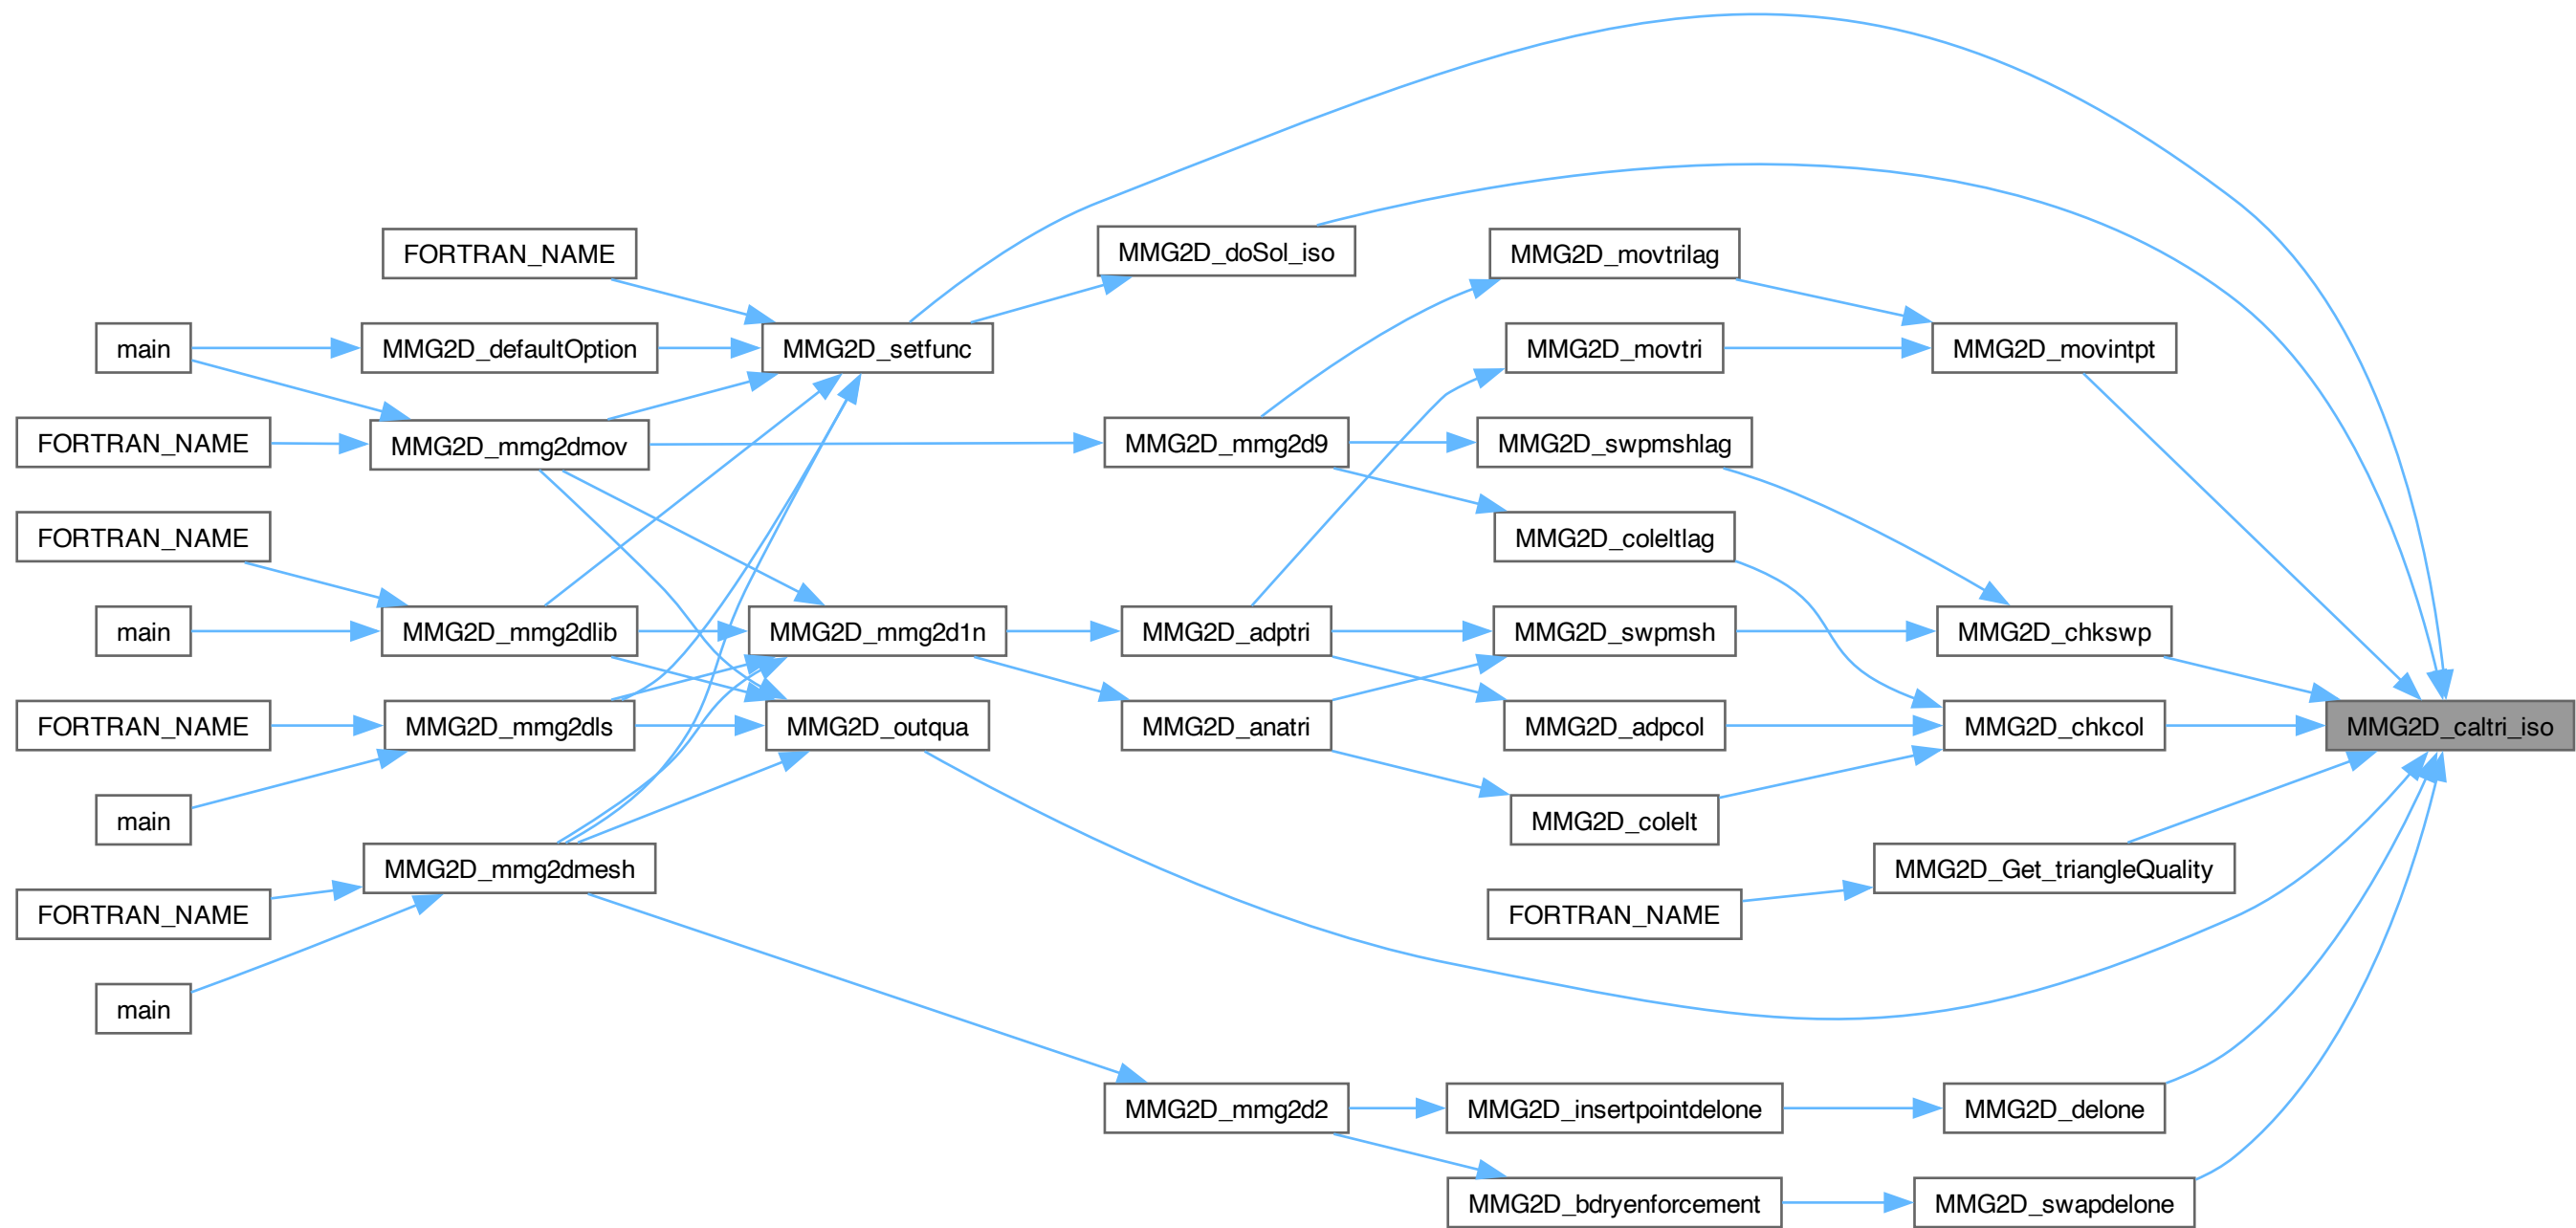 FORTRAN_NAME
MMG2D_doSol_iso
MMG2D_movtrilag
main
MMG2D_defaultOption
MMG2D_setfunc
MMG2D_movtri
MMG2D_movintpt
FORTRAN_NAME
MMG2D_mmg2dmov
MMG2D_mmg2d9
MMG2D_swpmshlag
FORTRAN_NAME
MMG2D_coleltlag
main
MMG2D_mmg2dlib
MMG2D_mmg2d1n
MMG2D_adptri
MMG2D_swpmsh
MMG2D_chkswp
FORTRAN_NAME
MMG2D_mmg2dls
MMG2D_outqua
MMG2D_anatri
MMG2D_adpcol
MMG2D_chkcol
MMG2D_caltri_iso
main
MMG2D_colelt
MMG2D_mmg2dmesh
MMG2D_Get_triangleQuality
FORTRAN_NAME
FORTRAN_NAME
main
MMG2D_mmg2d2
MMG2D_insertpointdelone
MMG2D_delone
MMG2D_bdryenforcement
MMG2D_swapdelone